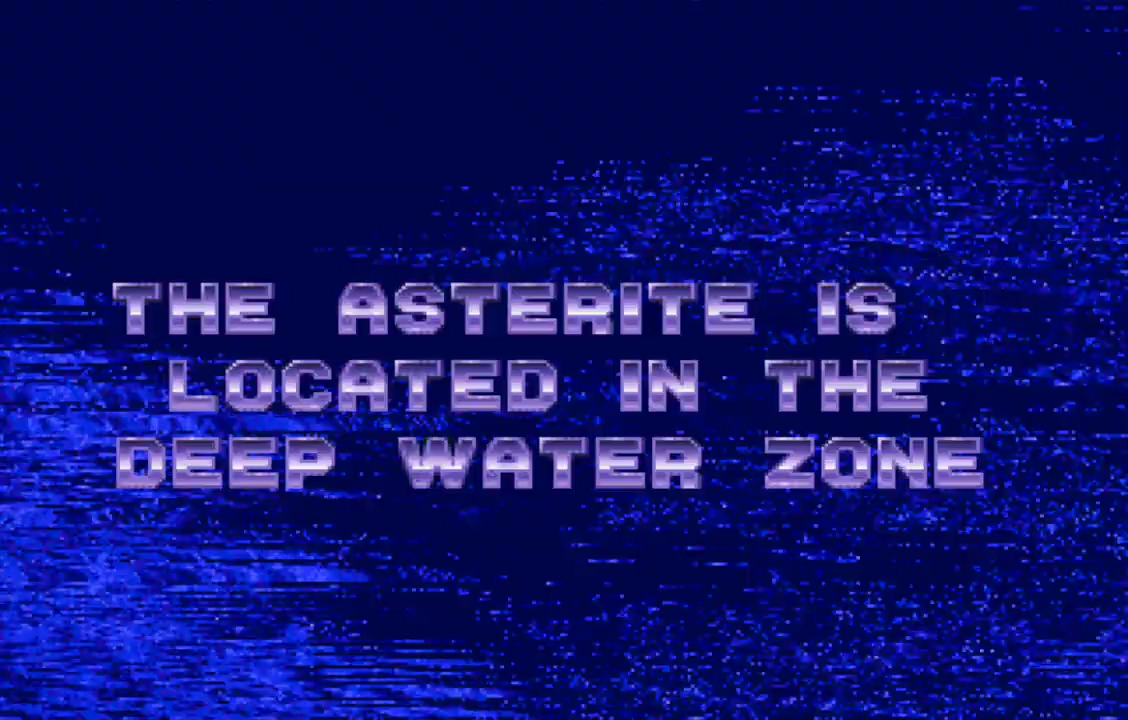 THE ASTERITE IS
LOCATED IN THE
DEEP WATER ZONE